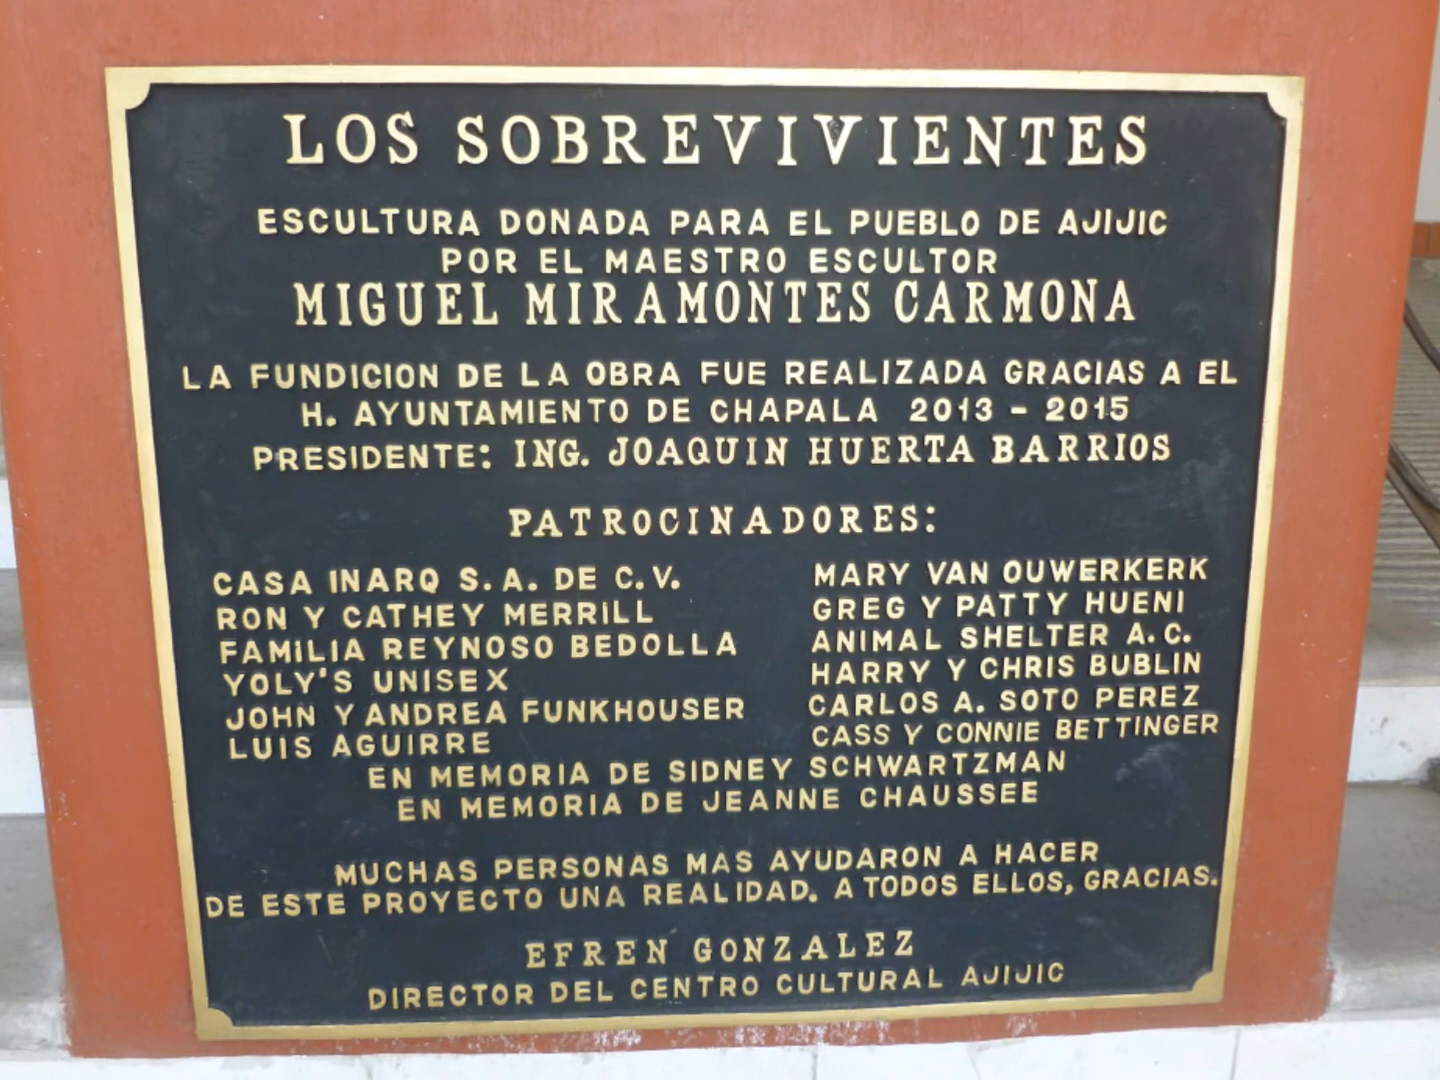 LOS SOBREVIVIENTES
ESCULTURA DONADA PARA EL PUEBLO DE AJIJIC
POR EL MAESTRO ESCULTOR
MIGUEL MIRAMONTES CARMONA
LA FUNDICION DE LA OBRA FUE REALIZADA GRACIAS A EL
H. AYUNTAMIENTO DE CHAPALA 2013 - 2015
PRESIDENTE: ING. JOAQUIN HUERTA BARRIOS
PATROCINADORES:
CASA INARQ S.A. DE C.V.
RON Y CATHEY MERRILL
FAMILIA REYNOSO BEDOLLA
YOLY'S UNISEX
JOHN Y ANDREA FUNKHOUSER
LUIS AGUIRRE
MARY VAN OUWERKERK
GREG Y PATTY HUENI
ANIMAL SHELTER A.C.
HARRY Y CHRIS BUBLIN
CARLOS A. SOTO PEREZ
CASS Y CONNIE BETTINGER
EN MEMORIA DE SIDNEY SCHWARTZMAN
EN MEMORIA DE JEANNE CHAUSSEE
MUCHAS PERSONAS MAS AYUDARON A HACER
DE ESTE PROYECTO UNA REALIDAD. A TODOS ELLOS, GRACIAS.
EFREN GONZALEZ
DIRECTOR DEL CENTRO CULTURAL AJIJIC